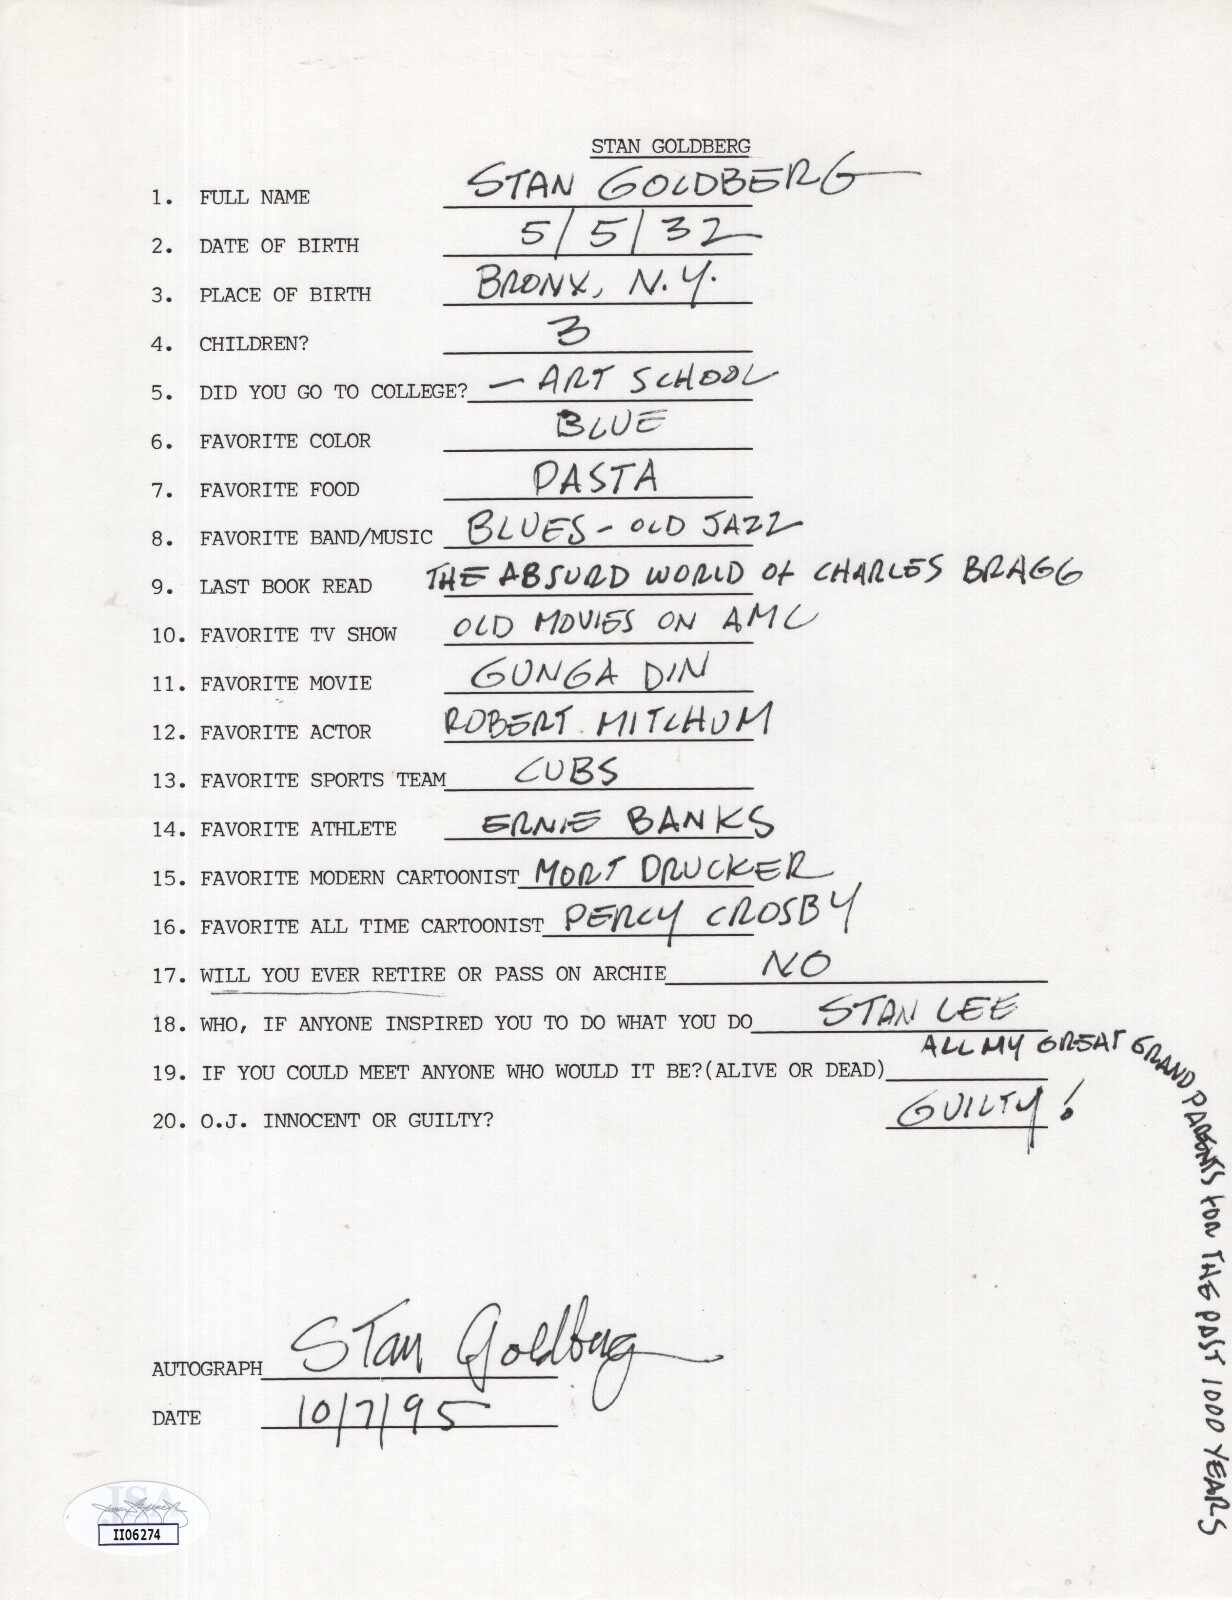 STAN GOLDBERG
1. FULL NAME STAN GOLDBERG
2. DATE OF BIRTH 5/5/32
3. PLACE OF BIRTH BRONX, N.Y.
4. CHILDREN? 3
5. DID YOU GO TO COLLEGE? — ART SCHOOL
6. FAVORITE COLOR BLUE
7. FAVORITE FOOD PASTA
8. FAVORITE BAND/MUSIC BLUES - OLD JAZZ
9. LAST BOOK READ THE ABSURD WORLD OF CHARLES BRAGG
10. FAVORITE TV SHOW OLD MOVIES ON AMC
11. FAVORITE MOVIE GUNGA DIN
12. FAVORITE ACTOR ROBERT MITCHUM
13. FAVORITE SPORTS TEAM CUBS
14. FAVORITE ATHLETE ERNIE BANKS
15. FAVORITE MODERN CARTOONIST MORT DRUCKER
16. FAVORITE ALL TIME CARTOONIST PERCY CROSBY
17. WILL YOU EVER RETIRE OR PASS ON ARCHIE NO
18. WHO, IF ANYONE INSPIRED YOU TO DO WHAT YOU DO STAN LEE
19. IF YOU COULD MEET ANYONE WHO WOULD IT BE?(ALIVE OR DEAD) ALL MY GREAT GRAND PARENTS FOR THE PAST 1000 YEARS
20. O.J. INNOCENT OR GUILTY? GUILTY!
AUTOGRAPH Stan Goldberg
DATE 10/7/95
JSA
II06274